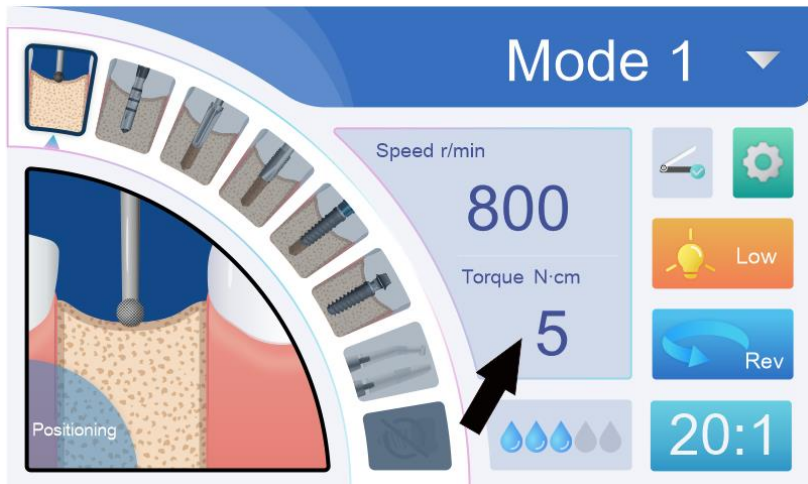 Mode 1
Speed r/min
800
Torque N·cm
5
Low
Rev
20:1
Positioning